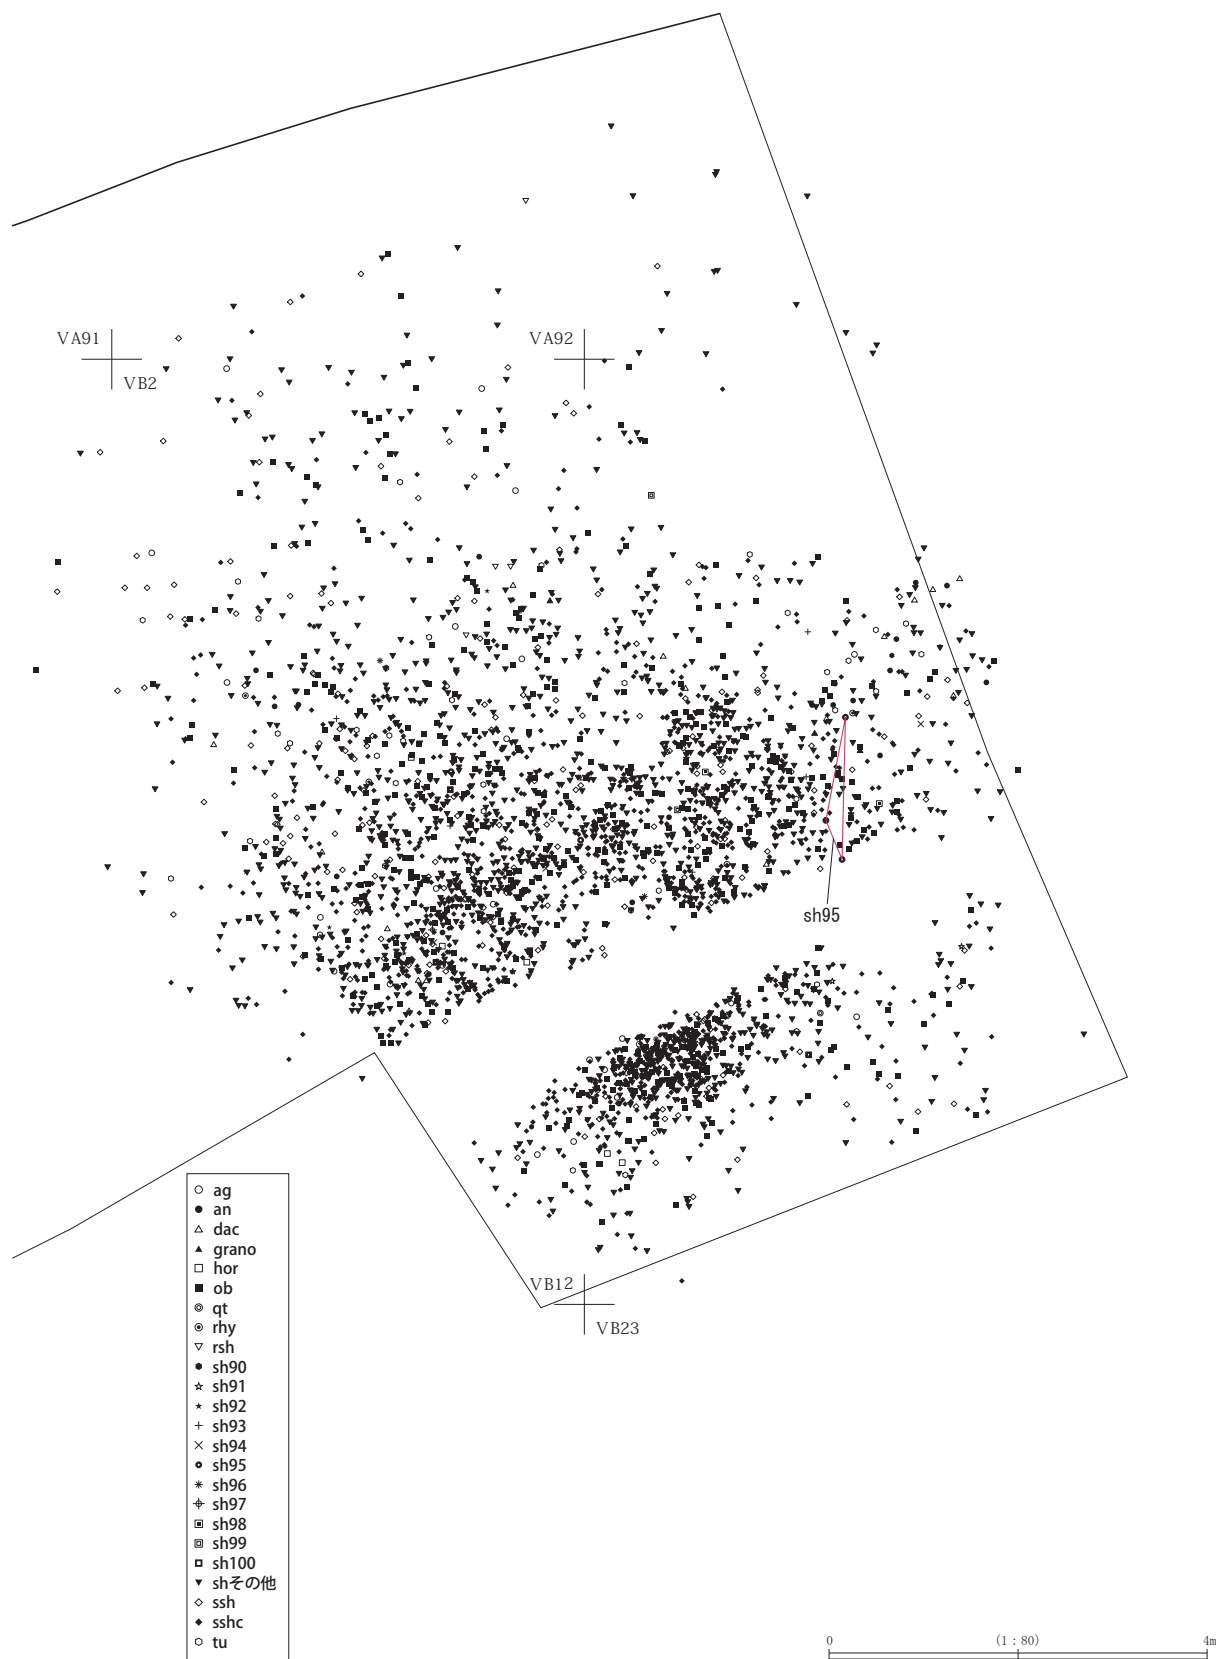 VA91
VA92
VB2
sh95
VB12
VB23
ag
an
dac
grano
hor
ob
qt
rhy
rsh
sh90
sh91
sh92
sh93
sh94
sh95
sh96
sh97
sh98
sh99
sh100
shその他
ssh
sshc
tu
0 (1 : 80) 4m